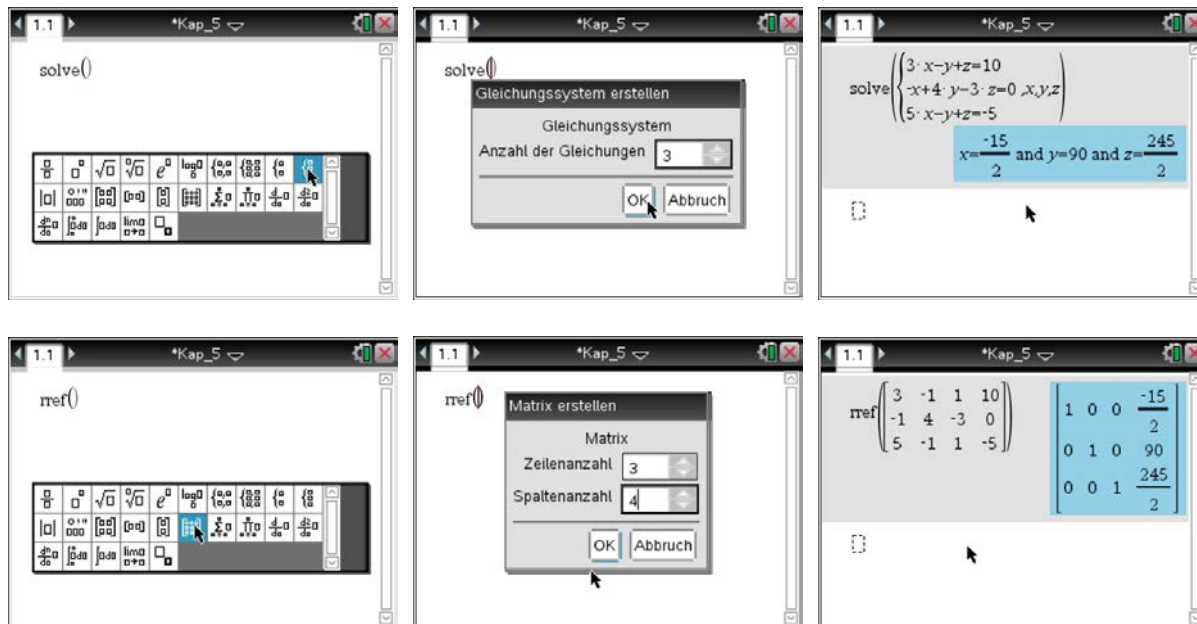 1.1 *Kap_5
solve()
1.1 *Kap_5
solve()
Gleichungssystem erstellen
Gleichungssystem
Anzahl der Gleichungen 3
OK Abbruch
1.1 *Kap_5
solve({3·x-y+z=10
-x+4·y-3·z=0 ,x,y,z)
5·x-y+z=-5
x=-15/2 and y=90 and z=245/2
1.1 *Kap_5
rref()
1.1 *Kap_5
rref()
Matrix erstellen
Matrix
Zeilenanzahl 3
Spaltenanzahl 4
OK Abbruch
1.1 *Kap_5
rref([3 -1 1 10
-1 4 -3 0
5 -1 1 -5])
[1 0 0 -15/2
0 1 0 90
0 0 1 245/2]